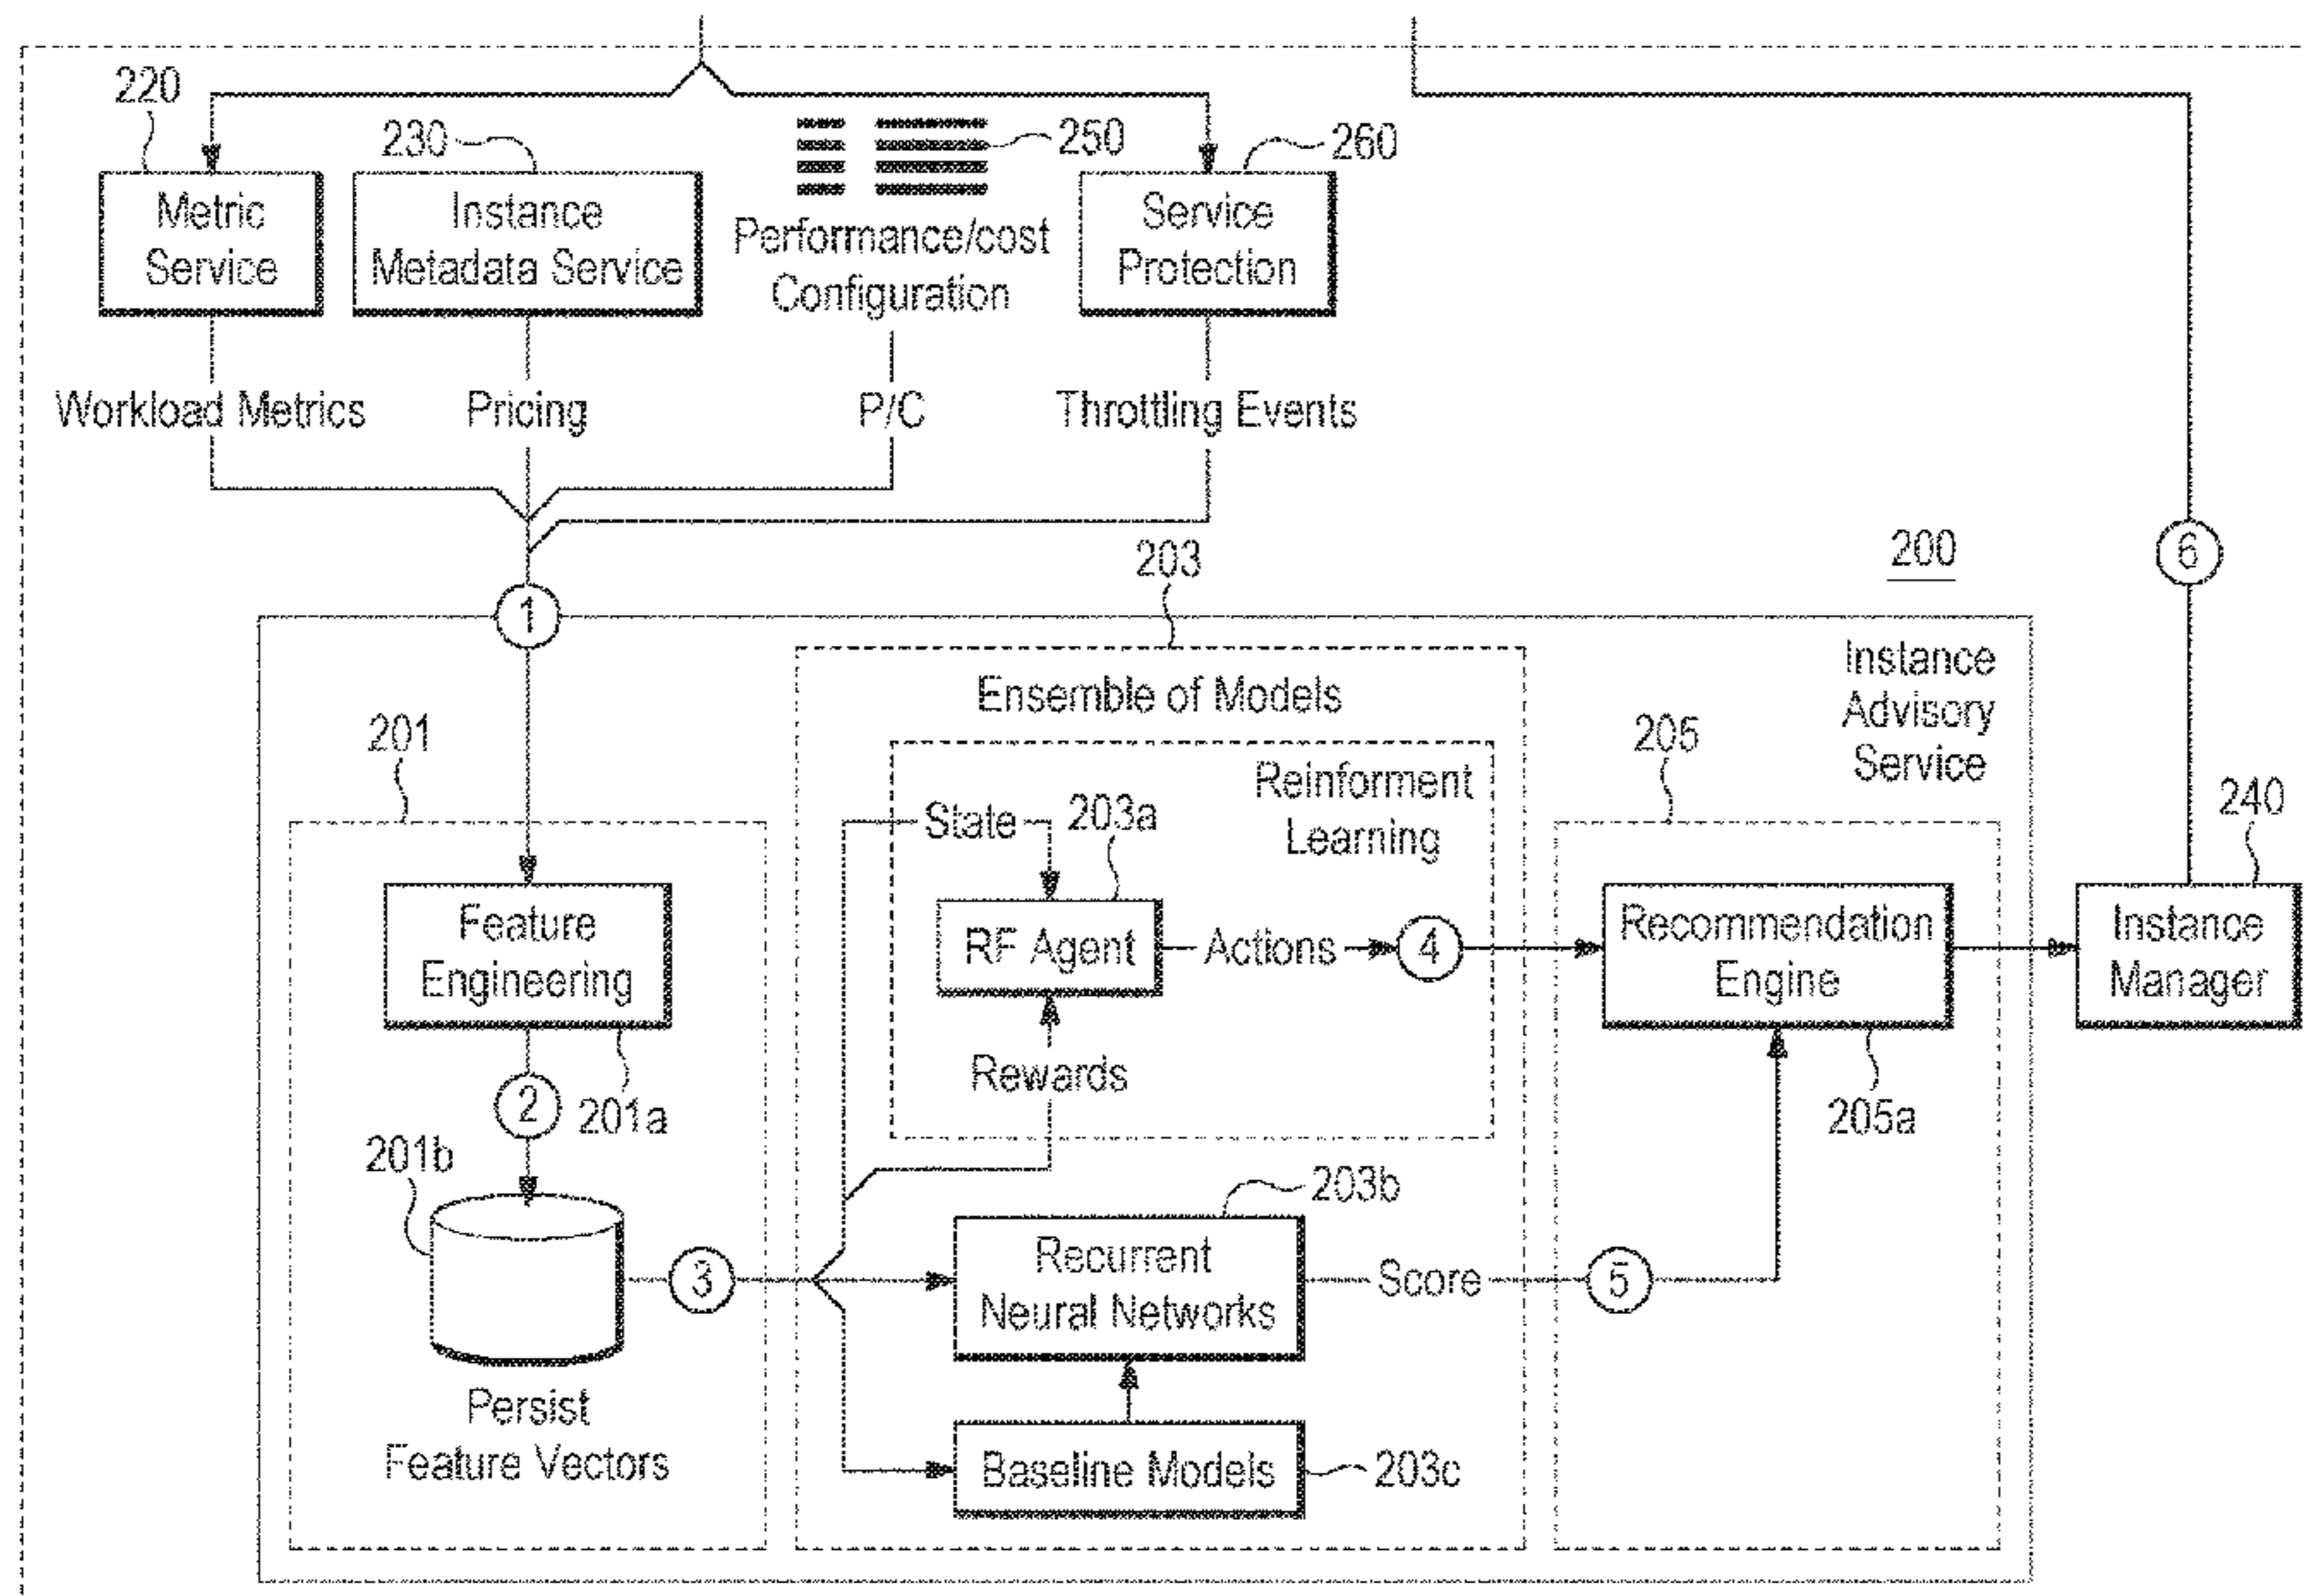 220
230
250
260
Metric
Service
Instance
Metadata Service
Performance/cost
Configuration
Service
Protection
Workload Metrics
Pricing
P/C
Throttling Events
200
6
203
1
Instance
Advisory
Service
Ensemble of Models
201
205
Reinforment
Learning
240
State
203a
Feature
Engineering
RF Agent
Actions
4
Recommendation
Engine
Instance
Manager
Rewards
2
201a
205a
201b
203b
3
Recurrent
Neural Networks
Score
5
Persist
Feature Vectors
Baseline Models
203c